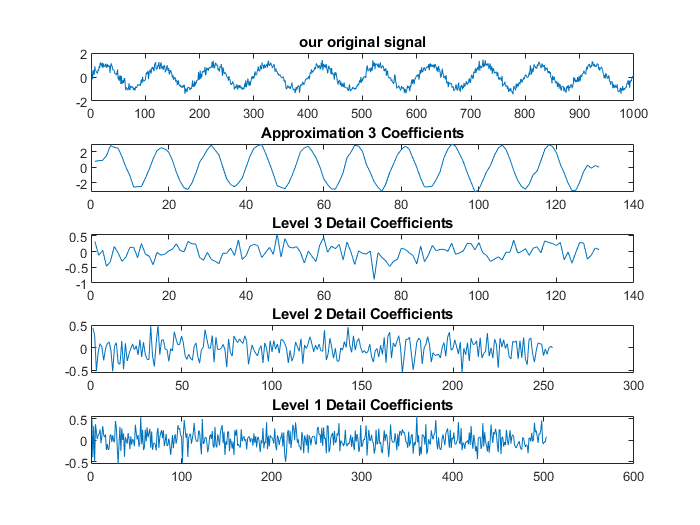 our original signal
2
0
-2
0 100 200 300 400 500 600 700 800 900 1000
Approximation 3 Coefficients
2
0
-2
0 20 40 60 80 100 120 140
Level 3 Detail Coefficients
0.5
0
-0.5
-1
0 20 40 60 80 100 120 140
Level 2 Detail Coefficients
0.5
0
-0.5
0 50 100 150 200 250 300
Level 1 Detail Coefficients
0.5
0
-0.5
0 100 200 300 400 500 600